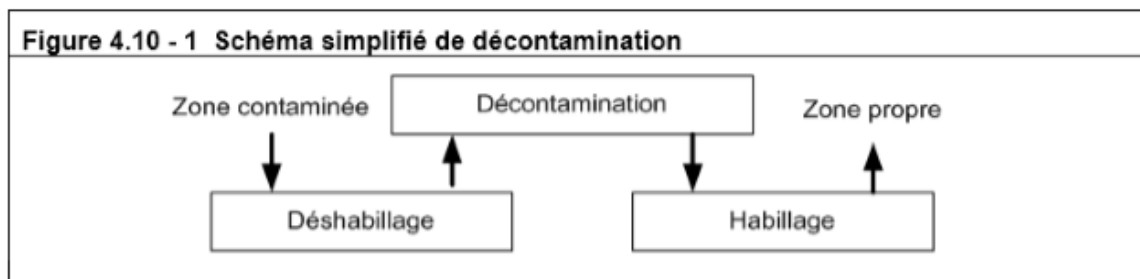 Figure 4.10 - 1 Schéma simplifié de décontamination
Zone contaminée
Décontamination
Zone propre
Déshabillage
Habillage